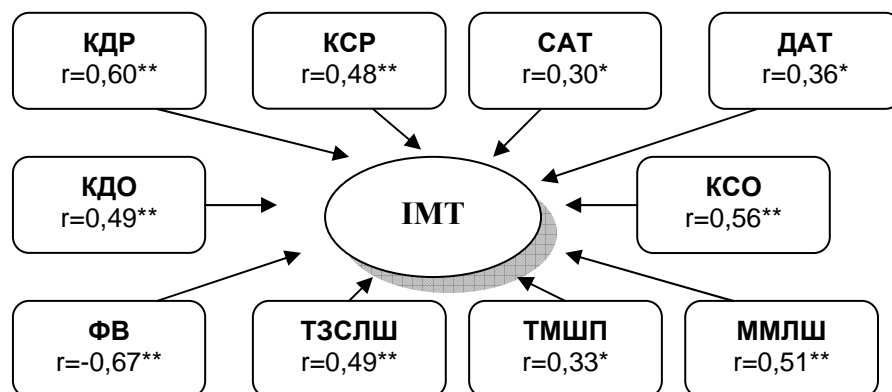 КДР
r=0,60**
КСР
r=0,48**
САТ
r=0,30*
ДАТ
r=0,36*
КДО
r=0,49**
ІМТ
КСО
r=0,56**
ФВ
r=-0,67**
ТЗСЛШ
r=0,49**
ТМШП
r=0,33*
ММЛШ
r=0,51**